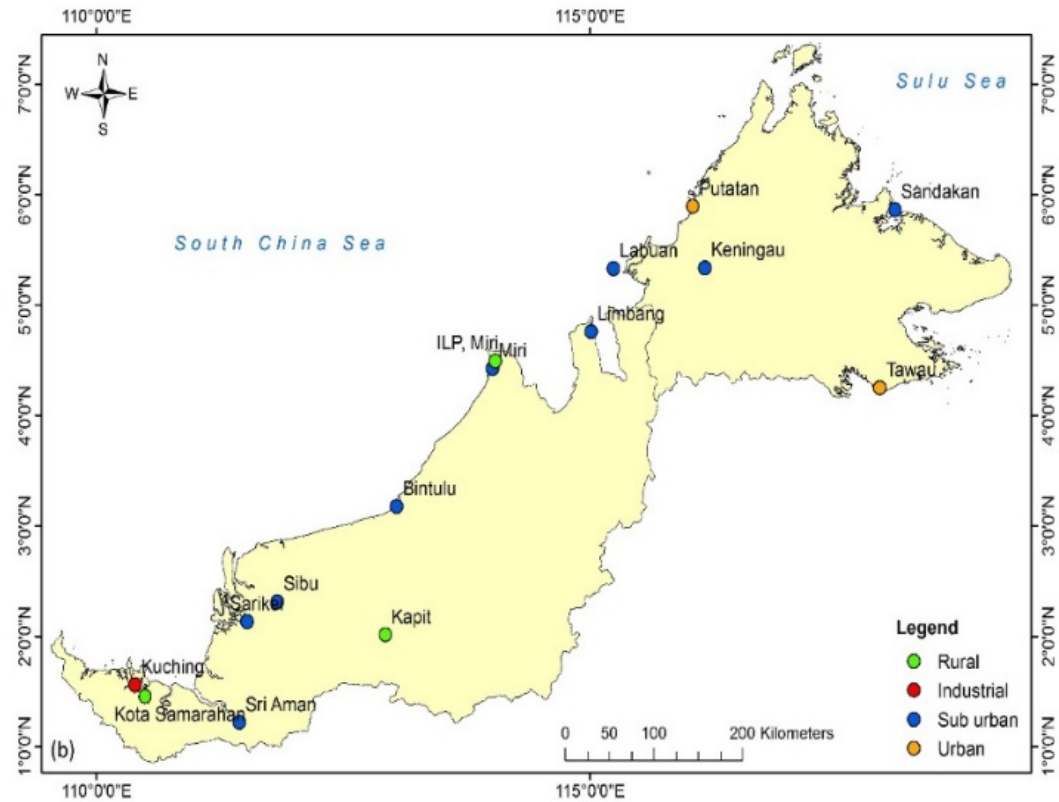 110°0'0"E
115°0'0"E
N
W
E
S
Sulu Sea
7°0'0"N
7°0'0"N
Putatan
Sandakan
6°0'0"N
6°0'0"N
South China Sea
Labuan
Keningau
5°0'0"N
5°0'0"N
Limbang
ILP, Miri
Miri
Tawau
4°0'0"N
4°0'0"N
Bintulu
3°0'0"N
3°0'0"N
Sibu
Sarikei
Kapit
2°0'0"N
2°0'0"N
Legend
Rural
Industrial
Sub urban
Urban
Kuching
Kota Samarahan
Sri Aman
0 50 100 200 Kilometers
1°0'0"N
1°0'0"N
(b)
110°0'0"E
115°0'0"E